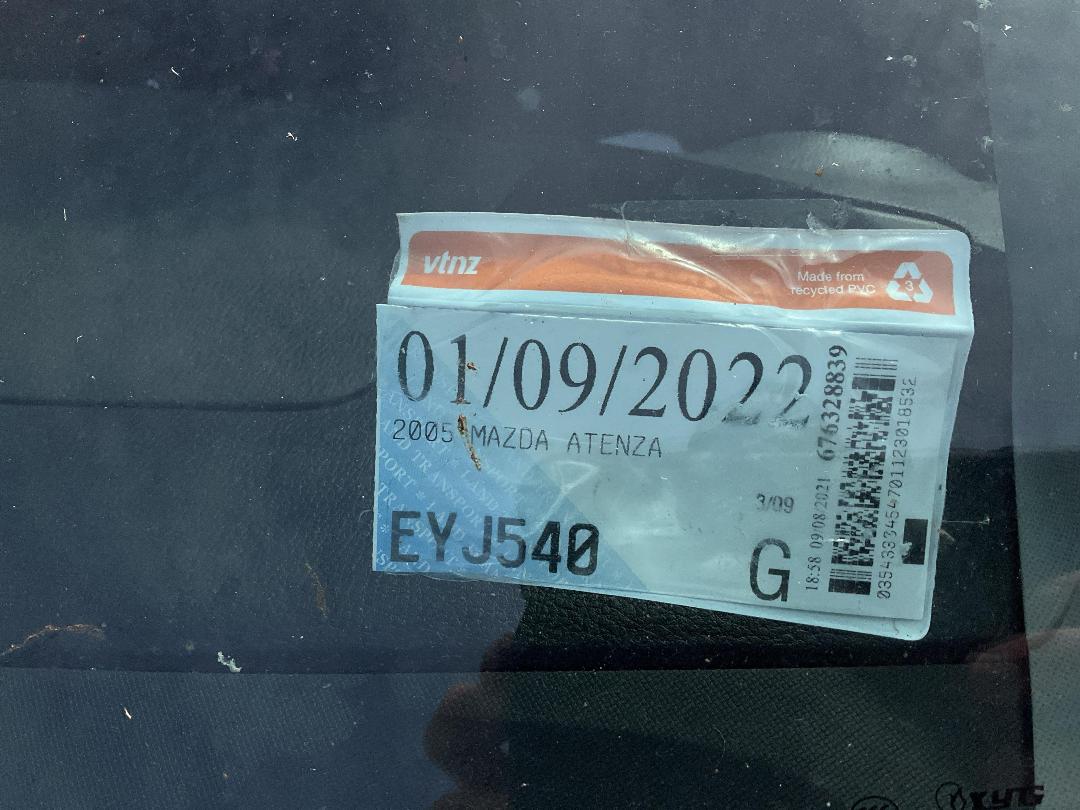 vtnz
Made from
recycled PVC
3
01/09/2022
2005 MAZDA ATENZA
3/09
EYJ540
G
18:58 09/08/2021 676328839